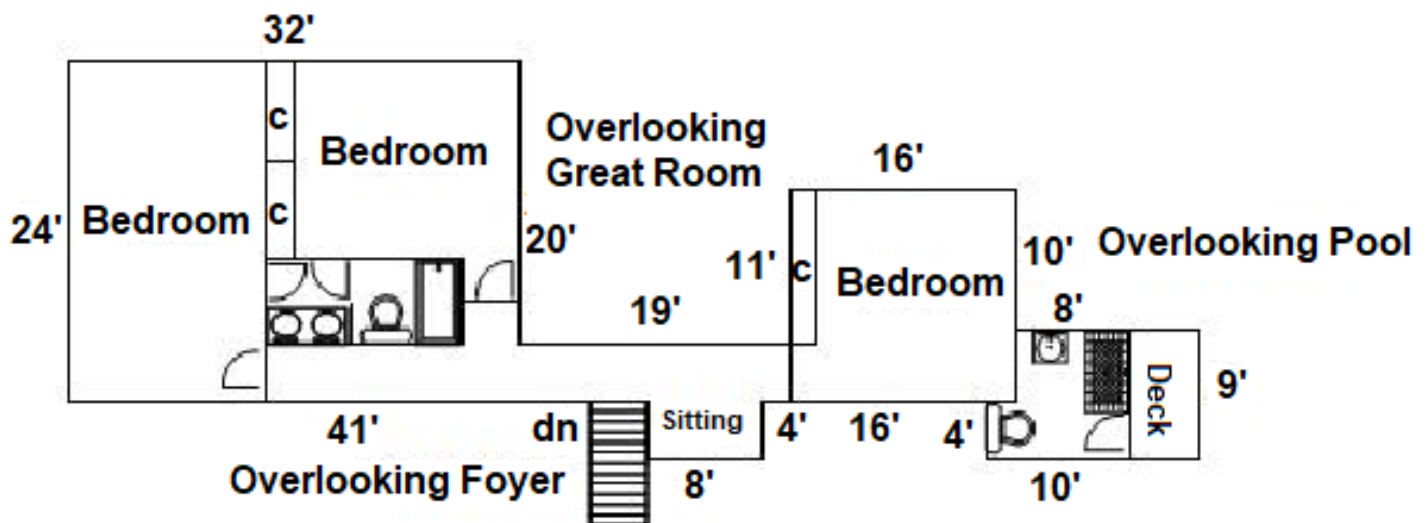 32'
C
Bedroom
Overlooking
Great Room
16'
24'
Bedroom
C
20'
11'
C
Bedroom
10'
Overlooking Pool
19'
8'
Deck
9'
41'
dn
Sitting
4'
16'
4'
Overlooking Foyer
8'
10'